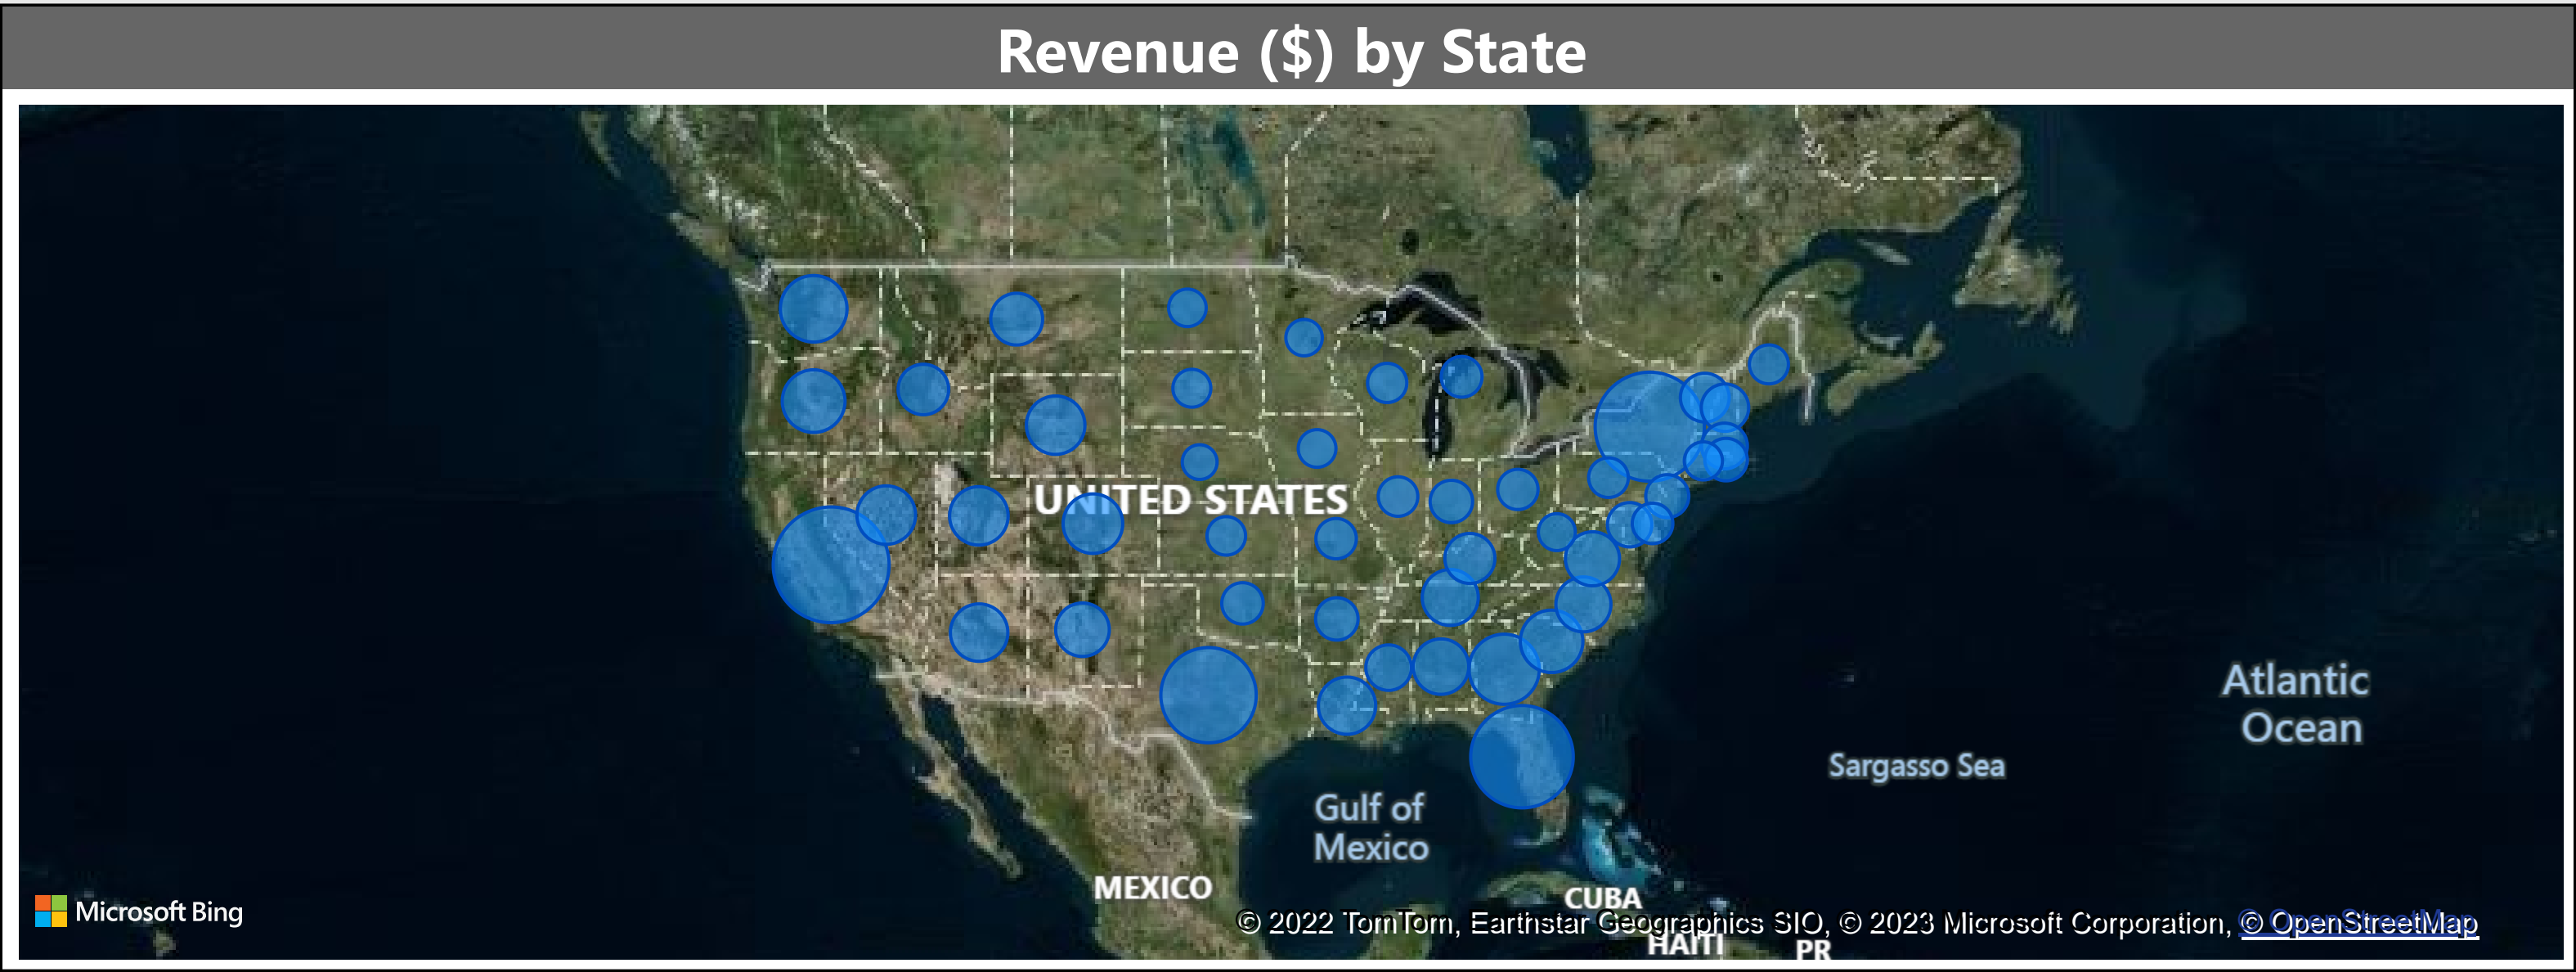 Revenue ($) by State
UNITED STATES
Atlantic
Ocean
Sargasso Sea
Gulf of
Mexico
MEXICO
CUBA
Microsoft Bing
© 2022 TomTom, Earthstar Geographics SIO, © 2023 Microsoft Corporation, © OpenStreetMap
HAITI
PR